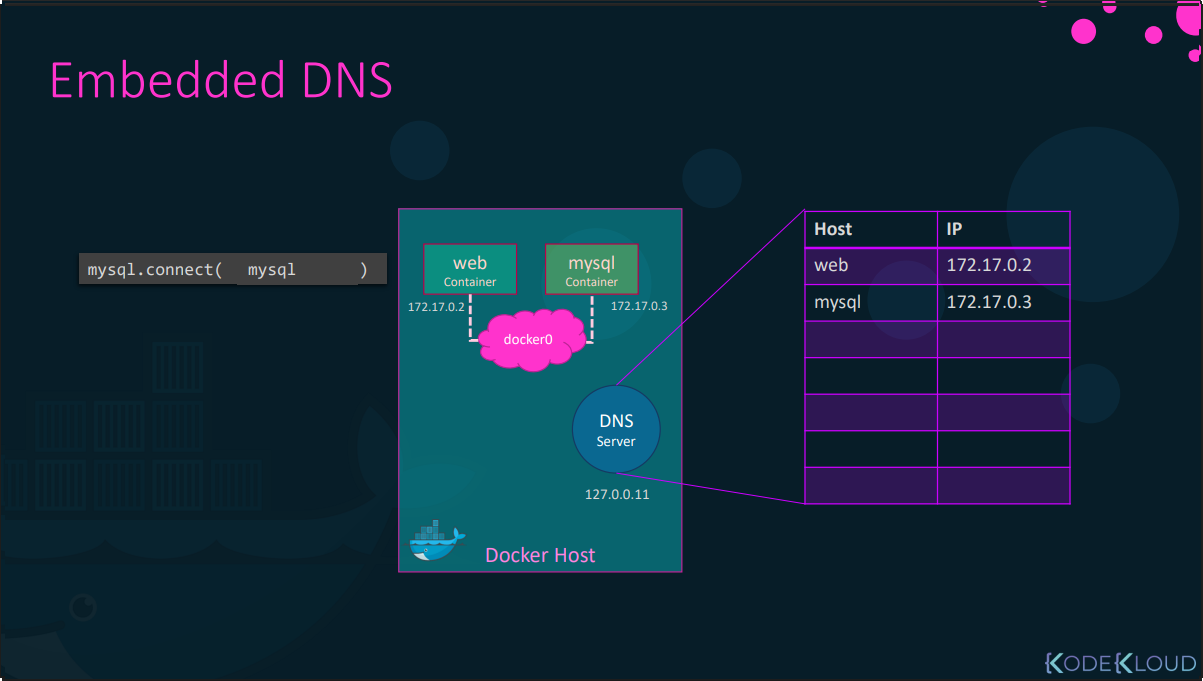 Embedded DNS
mysql.connect( mysql )
web
Container
mysql
Container
172.17.0.2
172.17.0.3
docker0
DNS
Server
127.0.0.11
Docker Host
Host IP
web 172.17.0.2
mysql 172.17.0.3
KODEKLOUD